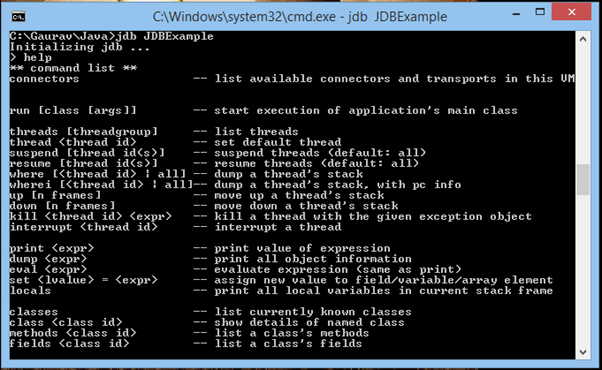 C:\Windows\system32\cmd.exe - jdb JDBExample
C:\Gaurav\Java>jdb JDBExample
Initializing jdb ...
> help
** command list **
connectors -- list available connectors and transports in this VM
run [class [args]] -- start execution of application's main class
threads [threadgroup] -- list threads
thread <thread id> -- set default thread
suspend [thread id(s)] -- suspend threads (default: all)
resume [thread id(s)] -- resume threads (default: all)
where [<thread id> | all] -- dump a thread's stack
wherei [<thread id> | all]-- dump a thread's stack, with pc info
up [n frames] -- move up a thread's stack
down [n frames] -- move down a thread's stack
kill <thread id> <expr> -- kill a thread with the given exception object
interrupt <thread id> -- interrupt a thread
print <expr> -- print value of expression
dump <expr> -- print all object information
eval <expr> -- evaluate expression (same as print)
set <lvalue> = <expr> -- assign new value to field/variable/array element
locals -- print all local variables in current stack frame
classes -- list currently known classes
class <class id> -- show details of named class
methods <class id> -- list a class's methods
fields <class id> -- list a class's fields